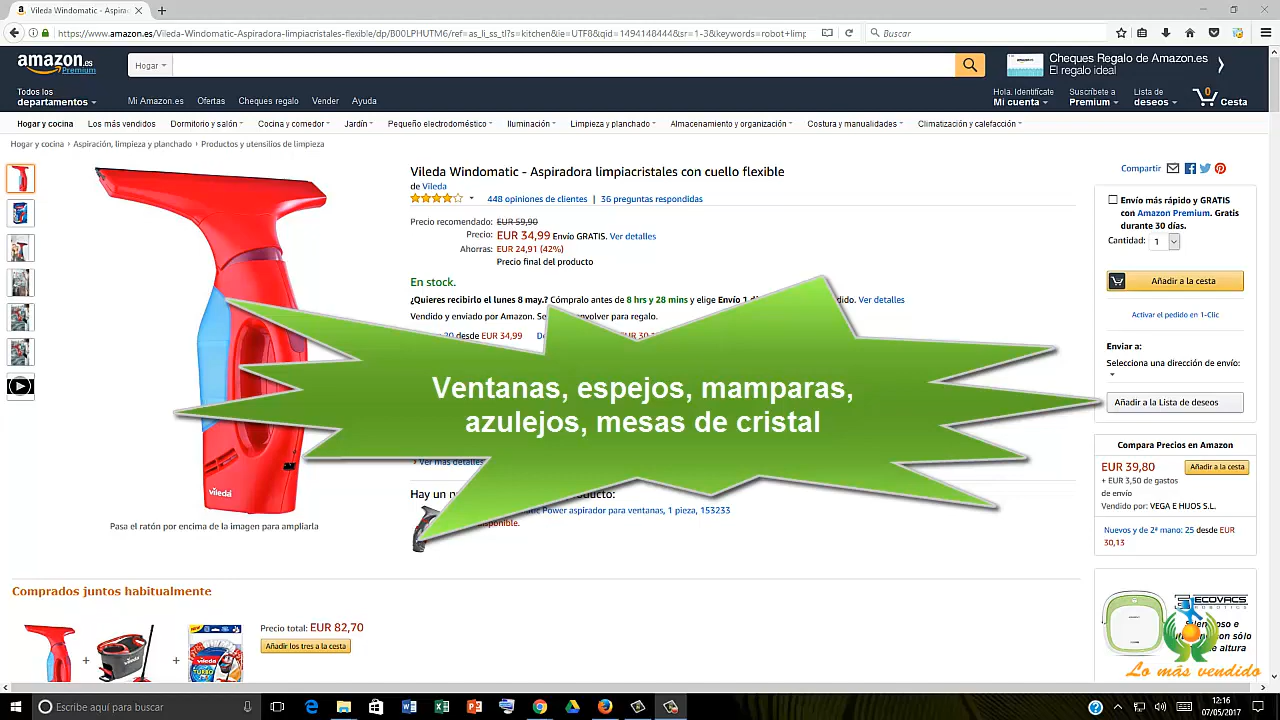 Vileda Windomatic - Aspirac
https://www.amazon.es/Vileda-Windomatic-Aspiradora-limpiacristales-flexible/dp/B00LPHUTM6/ref=as_li_ss_tl?s=kitchen&ie=UTF8&qid=1494148444&sr=1-3&keywords=robot+limp
Buscar
amazon.es
Premium
Hogar
Cheques Regalo de Amazon.es
El regalo ideal
Todos los
departamentos
Mi Amazon.es Ofertas Cheques regalo Vender Ayuda
Hola. Identifícate
Mi cuenta
Suscríbete a
Premium
Lista de
deseos
0
Cesta
Hogar y cocina Los más vendidos Dormitorio y salón Cocina y comedor Jardín Pequeño electrodoméstico Iluminación Limpieza y planchado Almacenamiento y organización Costura y manualidades Climatización y calefacción
Hogar y cocina › Aspiración, limpieza y planchado › Productos y utensilios de limpieza
vileda
Pasa el ratón por encima de la imagen para ampliarla
Vileda Windomatic - Aspiradora limpiacristales con cuello flexible
de Vileda
448 opiniones de clientes | 36 preguntas respondidas
Precio recomendado: EUR 59,90
Precio: EUR 34,99 Envío GRATIS. Ver detalles
Ahorras: EUR 24,91 (42%)
Precio final del producto
En stock.
¿Quieres recibirlo el lunes 8 may.? Cómpralo antes de 8 hrs y 28 mins y elige Envío 1 Ver detalles
Vendido y enviado por Amazon. Se envolver para regalo.
desde EUR 34,99
Ventanas, espejos, mamparas,
azulejos, mesas de cristal
› Ver más detalles
Hay un
Power aspirador para ventanas, 1 pieza, 153233
Compartir
Envío más rápido y GRATIS
con Amazon Premium. Gratis
durante 30 días.
Cantidad: 1
Añadir a la cesta
Activar el pedido en 1-Clic
Enviar a:
Selecciona una dirección de envío:
Añadir a la Lista de deseos
Compara Precios en Amazon
EUR 39,80 Añadir a la cesta
+ EUR 3,50 de gastos
de envío
Vendido por: VEGA E HIJOS S.L.
Nuevos y de 2ª mano: 25 desde EUR
30,13
ECOVACS
ROBOTICS
Lo más vendido
Comprados juntos habitualmente
+ +
Precio total: EUR 82,70
Añadir los tres a la cesta
Escribe aquí para buscar
12:16
07/05/2017